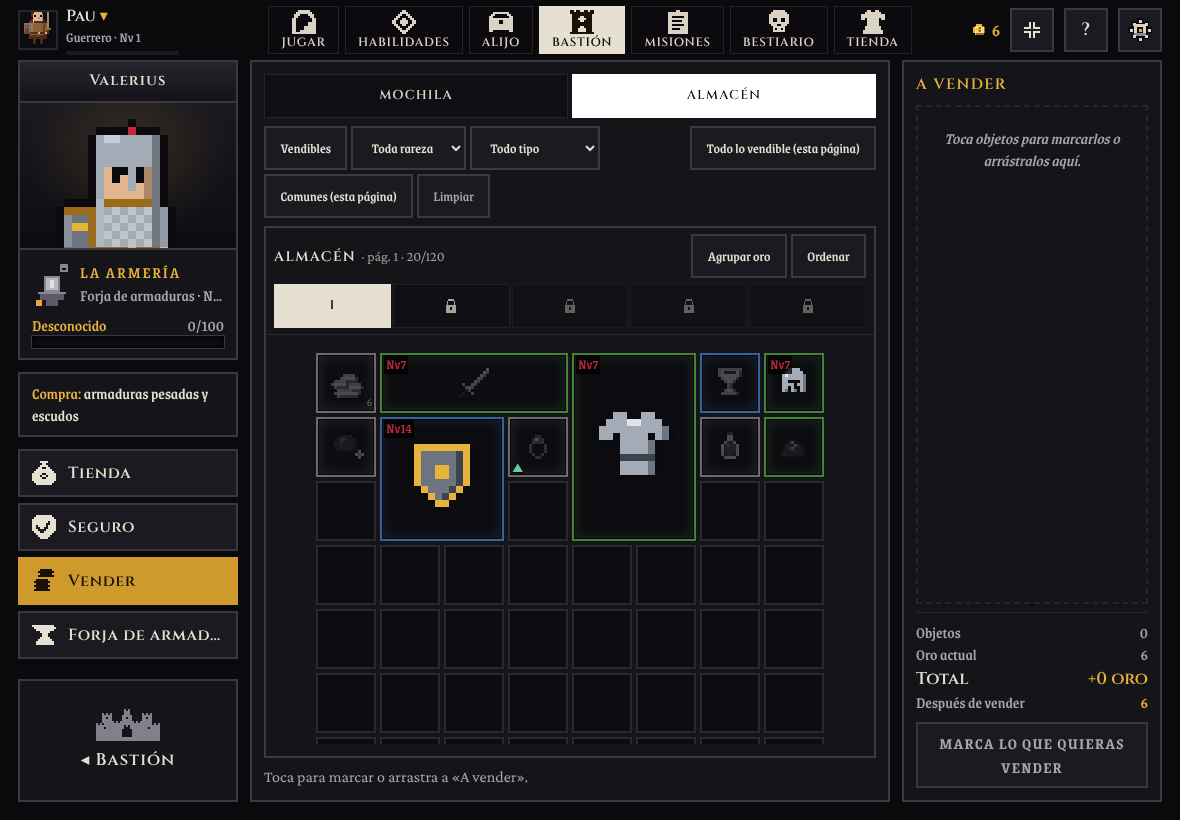 Pau ▾
Guerrero · Nv 1
JUGAR
HABILIDADES
ALIJO
BASTIÓN
MISIONES
BESTIARIO
TIENDA
6
?
Valerius
LA ARMERÍA
Forja de armaduras · N...
Desconocido 0/100
Compra: armaduras pesadas y
escudos
Tienda
Seguro
Vender
Forja de armad...
◂ Bastión
MOCHILA
ALMACÉN
Vendibles
Toda rareza
Todo tipo
Todo lo vendible (esta página)
Comunes (esta página)
Limpiar
ALMACÉN · pág. 1 · 20/120
Agrupar oro
Ordenar
I
Nv7
Nv7
Nv7
6
Nv14
Toca para marcar o arrastra a «A vender».
A VENDER
Toca objetos para marcarlos o
arrástralos aquí.
Objetos 0
Oro actual 6
Total +0 oro
Después de vender 6
MARCA LO QUE QUIERAS
VENDER